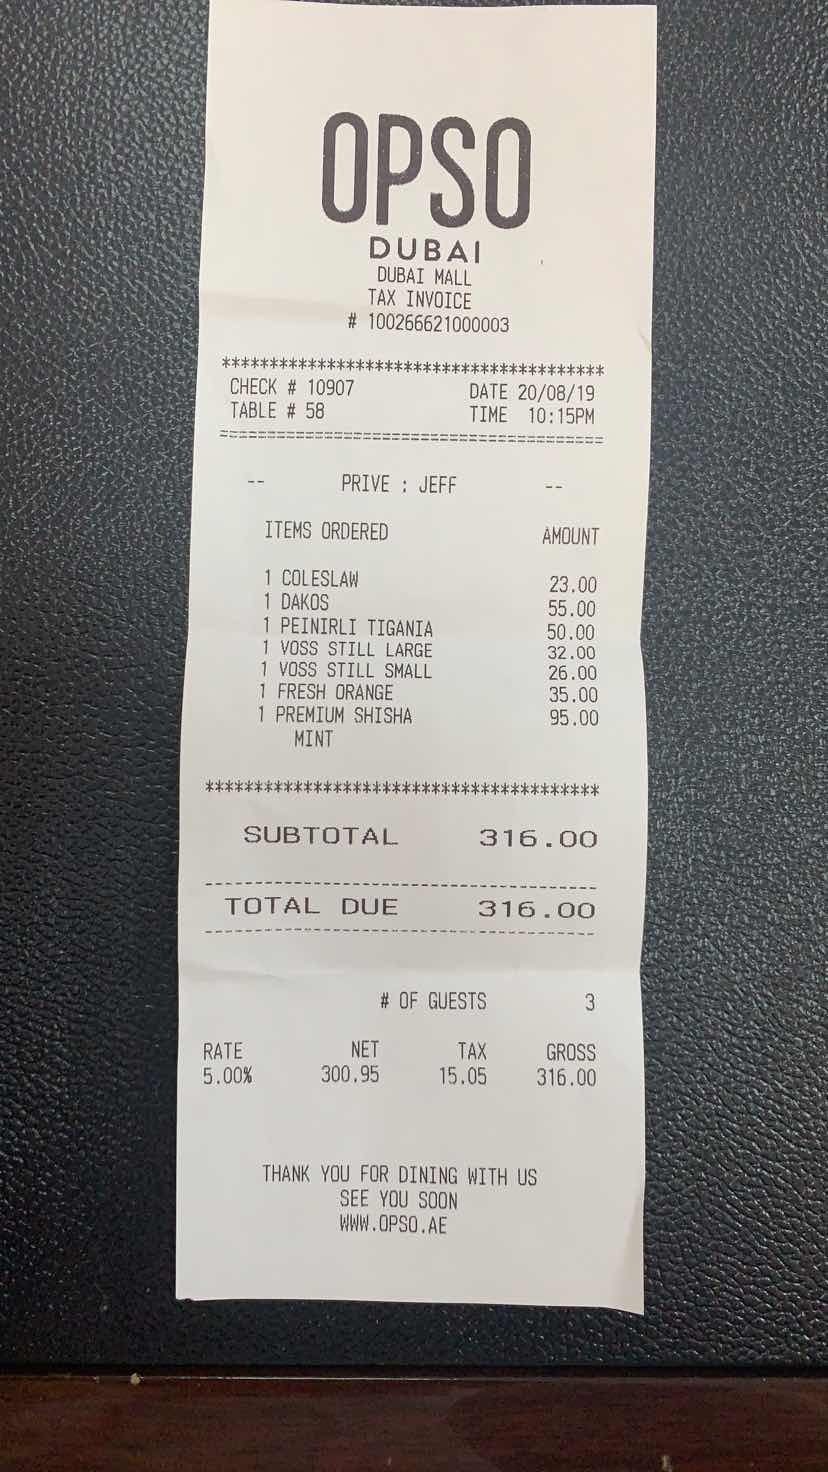 OPSO
DUBAI
DUBAI MALL
TAX INVOICE
# 100266621000003
****************************************
CHECK # 10907 DATE 20/08/19
TABLE # 58 TIME 10:15PM
========================================
-- PRIVE : JEFF --
ITEMS ORDERED AMOUNT
1 COLESLAW 23.00
1 DAKOS 55.00
1 PEINIRLI TIGANIA 50.00
1 VOSS STILL LARGE 32.00
1 VOSS STILL SMALL 26.00
1 FRESH ORANGE 35.00
1 PREMIUM SHISHA 95.00
MINT
****************************************
SUBTOTAL 316.00
----------------------------------------
TOTAL DUE 316.00
----------------------------------------
# OF GUESTS 3
RATE NET TAX GROSS
5.00% 300.95 15.05 316.00
THANK YOU FOR DINING WITH US
SEE YOU SOON
WWW.OPSO.AE